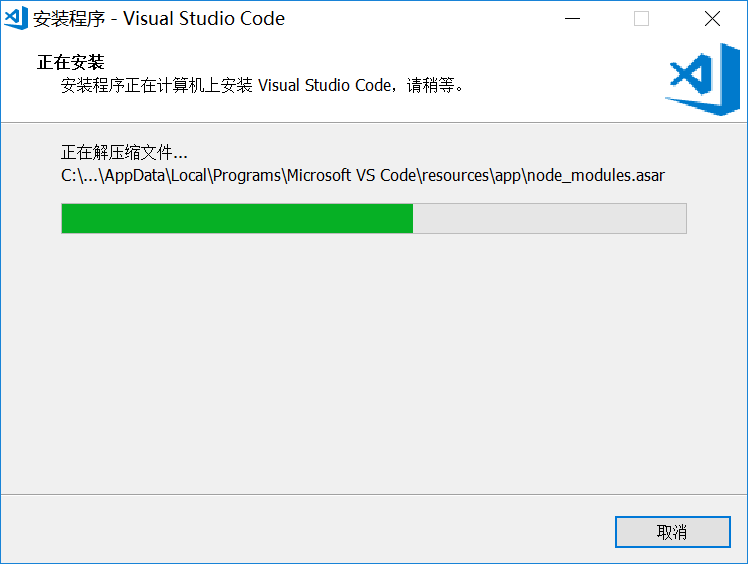 安装程序 - Visual Studio Code
正在安装
安装程序正在计算机上安装 Visual Studio Code，请稍等。
正在解压缩文件...
C:\...\AppData\Local\Programs\Microsoft VS Code\resources\app\node_modules.asar
取消